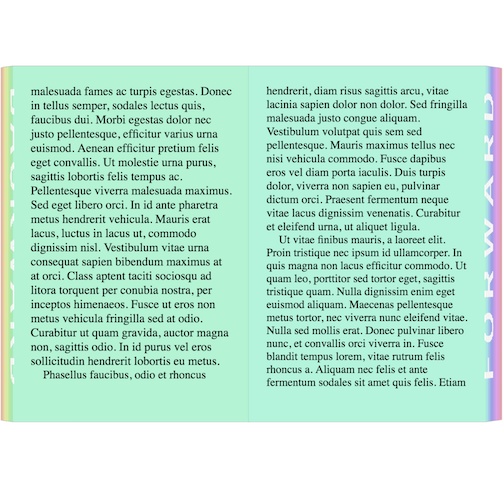 malesuada fames ac turpis egestas. Donec
in tellus semper, sodales lectus quis,
faucibus dui. Morbi egestas dolor nec
justo pellentesque, efficitur varius urna
euismod. Aenean efficitur pretium felis
eget convallis. Ut molestie urna purus,
sagittis lobortis felis tempus ac.
Pellentesque viverra malesuada maximus.
Sed eget libero orci. In id ante pharetra
metus hendrerit vehicula. Mauris erat
lacus, luctus in lacus ut, commodo
dignissim nisl. Vestibulum vitae urna
consequat sapien bibendum maximus at
at orci. Class aptent taciti sociosqu ad
litora torquent per conubia nostra, per
inceptos himenaeos. Fusce ut eros non
metus vehicula fringilla sed at odio.
Curabitur ut quam gravida, auctor magna
non, sagittis odio. In id purus vel eros
sollicitudin hendrerit lobortis eu metus.
Phasellus faucibus, odio et rhoncus
hendrerit, diam risus sagittis arcu, vitae
lacinia sapien dolor non dolor. Sed fringilla
malesuada justo congue aliquam.
Vestibulum volutpat quis sem sed
pellentesque. Mauris maximus tellus nec
nisi vehicula commodo. Fusce dapibus
eros vel diam porta iaculis. Duis turpis
dolor, viverra non sapien eu, pulvinar
dictum orci. Praesent fermentum neque
vitae lacus dignissim venenatis. Curabitur
et eleifend urna, ut aliquet ligula.
Ut vitae finibus mauris, a laoreet elit.
Proin tristique nec ipsum id ullamcorper. In
quis magna non lacus efficitur commodo. Ut
quam leo, porttitor sed tortor eget, sagittis
tristique quam. Nulla dignissim enim eget
euismod aliquam. Maecenas pellentesque
metus tortor, nec viverra nunc eleifend vitae.
Nulla sed mollis erat. Donec pulvinar libero
nunc, et convallis orci viverra in. Fusce
blandit tempus lorem, vitae rutrum felis
rhoncus a. Aliquam nec felis et ante
fermentum sodales sit amet quis felis. Etiam
FORWARD